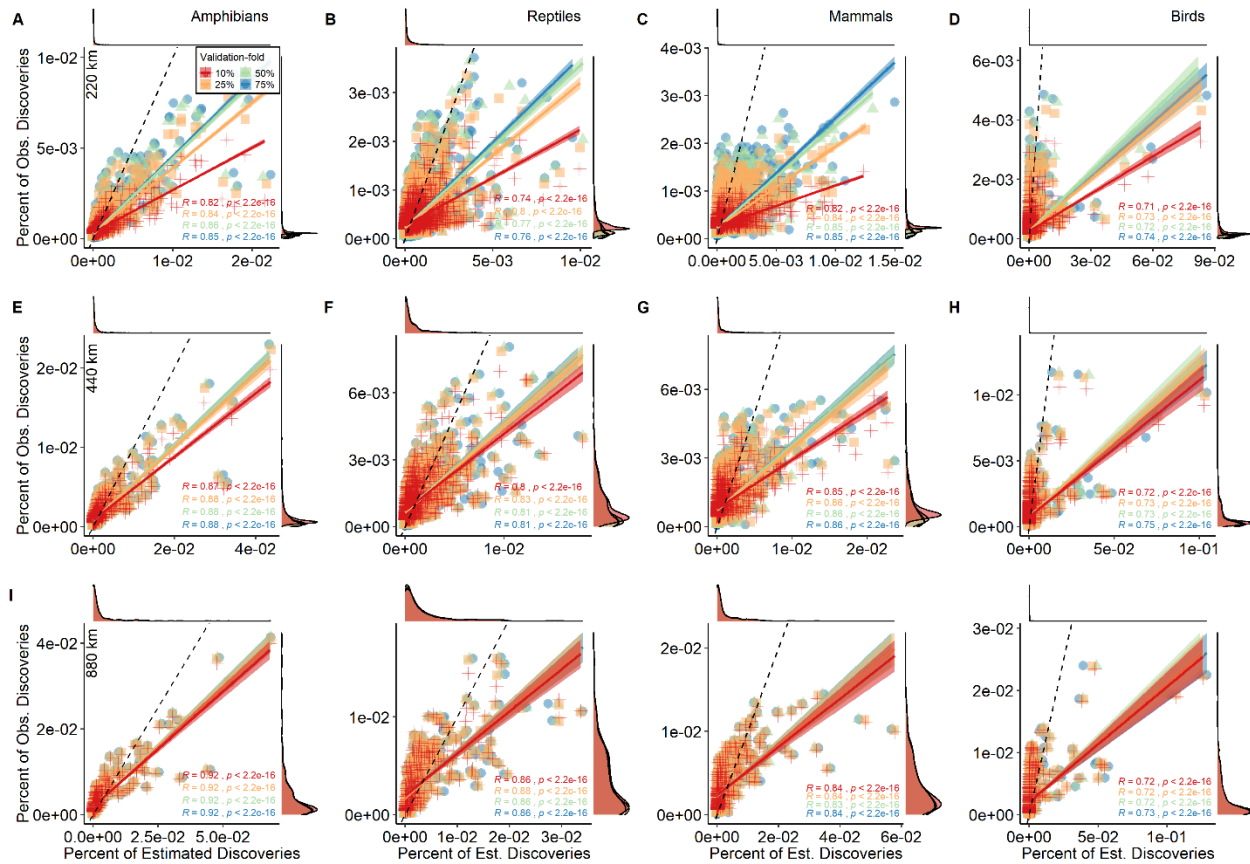 A
Amphibians
B
Reptiles
C
Mammals
D
Birds
220 km
Validation-fold
10% 50%
25% 75%
Percent of Obs. Discoveries
1e-02
5e-03
0e+00
R = 0.82 , p < 2.2e-16
R = 0.84 , p < 2.2e-16
R = 0.86 , p < 2.2e-16
R = 0.85 , p < 2.2e-16
0e+00 1e-02 2e-02
3e-03
2e-03
1e-03
0e+00
R = 0.74 , p < 2.2e-16
R = 0.8 , p < 2.2e-16
R = 0.77 , p < 2.2e-16
R = 0.76 , p < 2.2e-16
0e+00 5e-03 1e-02
4e-03
3e-03
2e-03
1e-03
0e+00
R = 0.82 , p < 2.2e-16
R = 0.84 , p < 2.2e-16
R = 0.85 , p < 2.2e-16
R = 0.85 , p < 2.2e-16
0.0e+00 5.0e-03 1.0e-02 1.5e-02
6e-03
4e-03
2e-03
0e+00
R = 0.71 , p < 2.2e-16
R = 0.73 , p < 2.2e-16
R = 0.72 , p < 2.2e-16
R = 0.74 , p < 2.2e-16
0e+00 3e-02 6e-02 9e-02
E
F
G
H
440 km
Percent of Obs. Discoveries
2e-02
1e-02
0e+00
R = 0.87 , p < 2.2e-16
R = 0.88 , p < 2.2e-16
R = 0.88 , p < 2.2e-16
R = 0.88 , p < 2.2e-16
0e+00 2e-02 4e-02
6e-03
3e-03
0e+00
R = 0.8 , p < 2.2e-16
R = 0.83 , p < 2.2e-16
R = 0.81 , p < 2.2e-16
R = 0.81 , p < 2.2e-16
0e+00 1e-02
9e-03
6e-03
3e-03
0e+00
R = 0.85 , p < 2.2e-16
R = 0.86 , p < 2.2e-16
R = 0.86 , p < 2.2e-16
R = 0.86 , p < 2.2e-16
0e+00 1e-02 2e-02
1e-02
5e-03
0e+00
R = 0.72 , p < 2.2e-16
R = 0.73 , p < 2.2e-16
R = 0.73 , p < 2.2e-16
R = 0.75 , p < 2.2e-16
0e+00 5e-02 1e-01
I
880 km
Percent of Obs. Discoveries
4e-02
2e-02
0e+00
R = 0.92 , p < 2.2e-16
R = 0.92 , p < 2.2e-16
R = 0.92 , p < 2.2e-16
R = 0.92 , p < 2.2e-16
0.0e+00 2.5e-02 5.0e-02
Percent of Estimated Discoveries
1e-02
0e+00
R = 0.86 , p < 2.2e-16
R = 0.88 , p < 2.2e-16
R = 0.86 , p < 2.2e-16
R = 0.86 , p < 2.2e-16
0e+00 1e-02 2e-02 3e-02
Percent of Est. Discoveries
2e-02
1e-02
0e+00
R = 0.84 , p < 2.2e-16
R = 0.84 , p < 2.2e-16
R = 0.83 , p < 2.2e-16
R = 0.84 , p < 2.2e-16
0e+00 2e-02 4e-02 6e-02
Percent of Est. Discoveries
3e-02
2e-02
1e-02
0e+00
R = 0.72 , p < 2.2e-16
R = 0.72 , p < 2.2e-16
R = 0.72 , p < 2.2e-16
R = 0.73 , p < 2.2e-16
0e+00 5e-02 1e-01
Percent of Est. Discoveries